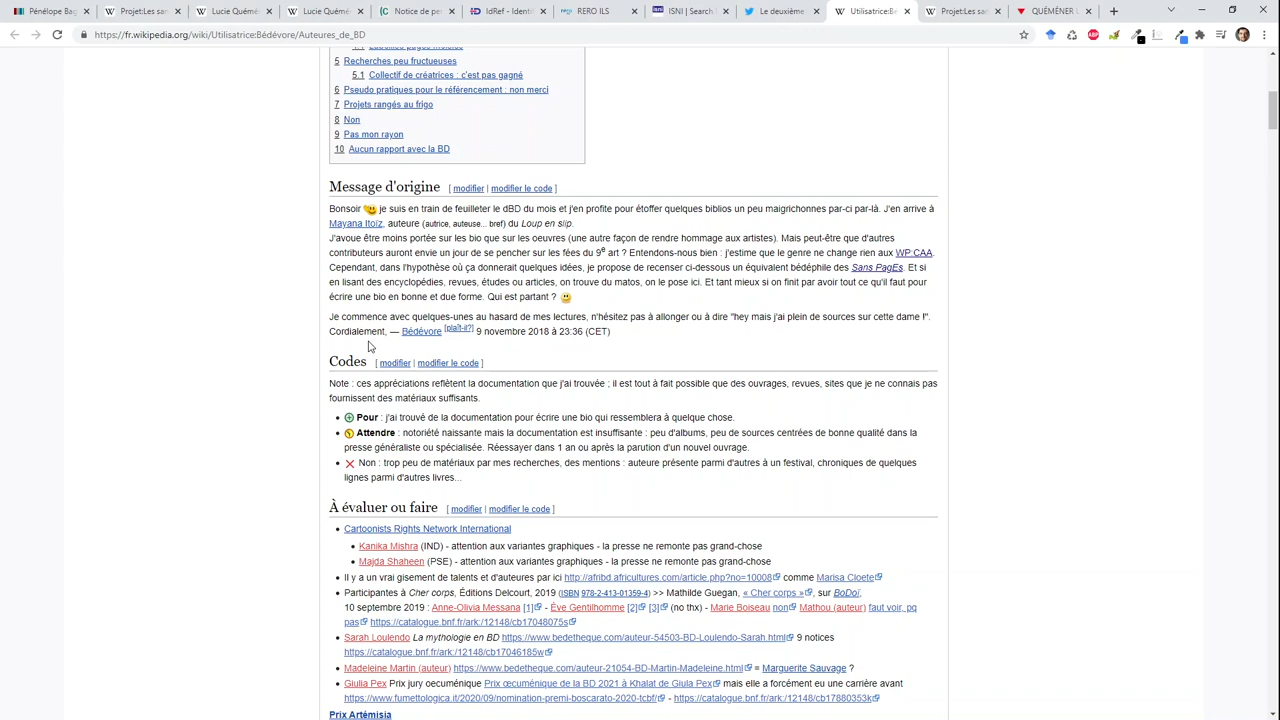 Pénélope Bag
Projet:Les sa
Lucie Quémé
Lucie Quémé
Notice de pe
IdRef - Identi
RERO ILS
ISNI | Search
Le deuxième
Utilisatrice:Bé
Projet:Les sa
QUÉMÉNER L
https://fr.wikipedia.org/wiki/Utilisatrice:Bédévore/Auteures_de_BD
5 Recherches peu fructueuses
5.1 Collectif de créatrices : c'est pas gagné
6 Pseudo pratiques pour le référencement : non merci
7 Projets rangés au frigo
8 Non
9 Pas mon rayon
10 Aucun rapport avec la BD
Message d'origine [ modifier | modifier le code ]
Bonsoir je suis en train de feuilleter le dBD du mois et j'en profite pour étoffer quelques biblios un peu maigrichonnes par-ci par-là. J'en arrive à
Mayana Itoïz, auteure (autrice, auteuse... bref) du Loup en slip.
J'avoue être moins portée sur les bio que sur les oeuvres (une autre façon de rendre hommage aux artistes). Mais peut-être que d'autres
contributeurs auront envie un jour de se pencher sur les fées du 9e art ? Entendons-nous bien : j'estime que le genre ne change rien aux WP:CAA.
Cependant, dans l'hypothèse où ça donnerait quelques idées, je propose de recenser ci-dessous un équivalent bédéphile des Sans PagEs. Et si
en lisant des encyclopédies, revues, études ou articles, on trouve du matos, on le pose ici. Et tant mieux si on finit par avoir tout ce qu'il faut pour
écrire une bio en bonne et due forme. Qui est partant ?
Je commence avec quelques-unes au hasard de mes lectures, n'hésitez pas à allonger ou à dire "hey mais j'ai plein de sources sur cette dame !".
Cordialement, — Bédévore [plaît-il?] 9 novembre 2018 à 23:36 (CET)
Codes [ modifier | modifier le code ]
Note : ces appréciations reflètent la documentation que j'ai trouvée ; il est tout à fait possible que des ouvrages, revues, sites que je ne connais pas
fournissent des matériaux suffisants.
• Pour : j'ai trouvé de la documentation pour écrire une bio qui ressemblera à quelque chose.
• Attendre : notoriété naissante mais la documentation est insuffisante : peu d'albums, peu de sources centrées de bonne qualité dans la
presse généraliste ou spécialisée. Réessayer dans 1 an ou après la parution d'un nouvel ouvrage.
• Non : trop peu de matériaux par mes recherches, des mentions : auteure présente parmi d'autres à un festival, chroniques de quelques
lignes parmi d'autres livres...
À évaluer ou faire [ modifier | modifier le code ]
• Cartoonists Rights Network International
• Kanika Mishra (IND) - attention aux variantes graphiques - la presse ne remonte pas grand-chose
• Majda Shaheen (PSE) - attention aux variantes graphiques - la presse ne remonte pas grand-chose
• Il y a un vrai gisement de talents et d'auteures par ici http://afribd.africultures.com/article.php?no=10008 comme Marisa Cloete
• Participantes à Cher corps, Éditions Delcourt, 2019 (ISBN 978-2-413-01359-4) >> Mathilde Guegan, « Cher corps », sur BoDoï,
10 septembre 2019 : Anne-Olivia Messana [1] - Ève Gentilhomme [2] [3] (no thx) - Marie Boiseau non Mathou (auteur) faut voir, pq
pas https://catalogue.bnf.fr/ark:/12148/cb17048075s
• Sarah Loulendo La mythologie en BD https://www.bedetheque.com/auteur-54503-BD-Loulendo-Sarah.html 9 notices
https://catalogue.bnf.fr/ark:/12148/cb17046185w
• Madeleine Martin (auteur) https://www.bedetheque.com/auteur-21054-BD-Martin-Madeleine.html = Marguerite Sauvage ?
• Giulia Pex Prix jury oecuménique Prix œcuménique de la BD 2021 à Khalat de Giula Pex mais elle a forcément eu une carrière avant
https://www.fumettologica.it/2020/09/nomination-premi-boscarato-2020-tcbf/ - https://catalogue.bnf.fr/ark:/12148/cb17880353k
Prix Artémisia